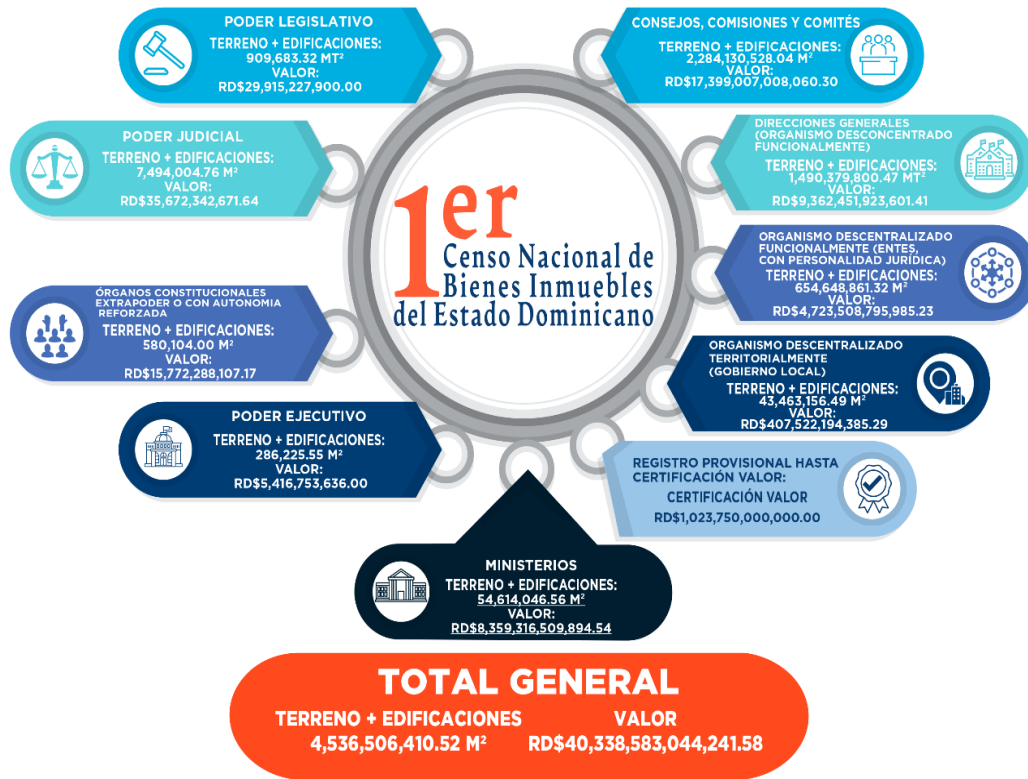 PODER LEGISLATIVO
TERRENO + EDIFICACIONES:
909,683.32 MT²
VALOR:
RD$29,915,227,900.00
CONSEJOS, COMISIONES Y COMITÉS
TERRENO + EDIFICACIONES:
2,284,130,528.04 M²
VALOR:
RD$17,399,007,008,060.30
PODER JUDICIAL
TERRENO + EDIFICACIONES:
7,494,004.76 M²
VALOR:
RD$35,672,342,671.64
DIRECCIONES GENERALES
(ORGANISMO DESCONCENTRADO
FUNCIONALMENTE)
TERRENO + EDIFICACIONES:
1,490,379,800.47 MT²
VALOR:
RD$9,362,451,923,601.41
1er
Censo Nacional de
Bienes Inmuebles
del Estado Dominicano
ORGANISMO DESCENTRALIZADO
FUNCIONALMENTE (ENTES,
CON PERSONALIDAD JURÍDICA)
TERRENO + EDIFICACIONES:
654,648,861.32 M²
VALOR:
RD$4,723,508,795,985.23
ÓRGANOS CONSTITUCIONALES
EXTRAPODER O CON AUTONOMIA
REFORZADA
TERRENO + EDIFICACIONES:
580,104.00 M²
VALOR:
RD$15,772,288,107.17
ORGANISMO DESCENTRALIZADO
TERRITORIALMENTE
(GOBIERNO LOCAL)
TERRENO + EDIFICACIONES:
43,463,156.49 M²
VALOR:
RD$407,522,194,385.29
PODER EJECUTIVO
TERRENO + EDIFICACIONES:
286,225.55 M²
VALOR:
RD$5,416,753,636.00
REGISTRO PROVISIONAL HASTA
CERTIFICACIÓN VALOR:
CERTIFICACIÓN VALOR
RD$1,023,750,000,000.00
MINISTERIOS
TERRENO + EDIFICACIONES:
54,614,046.56 M²
VALOR:
RD$8,359,316,509,894.54
TOTAL GENERAL
TERRENO + EDIFICACIONES VALOR
4,536,506,410.52 M² RD$40,338,583,044,241.58